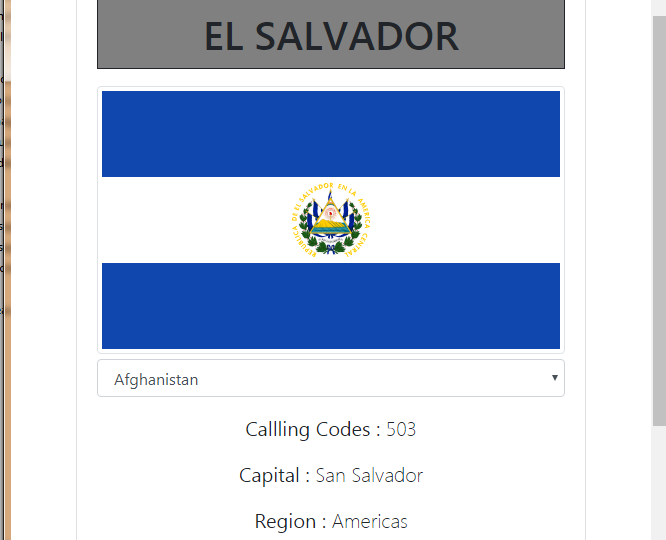 EL SALVADOR
REPUBLICA DE EL SALVADOR EN LA AMERICA CENTRAL
Afghanistan
Callling Codes : 503
Capital : San Salvador
Region : Americas